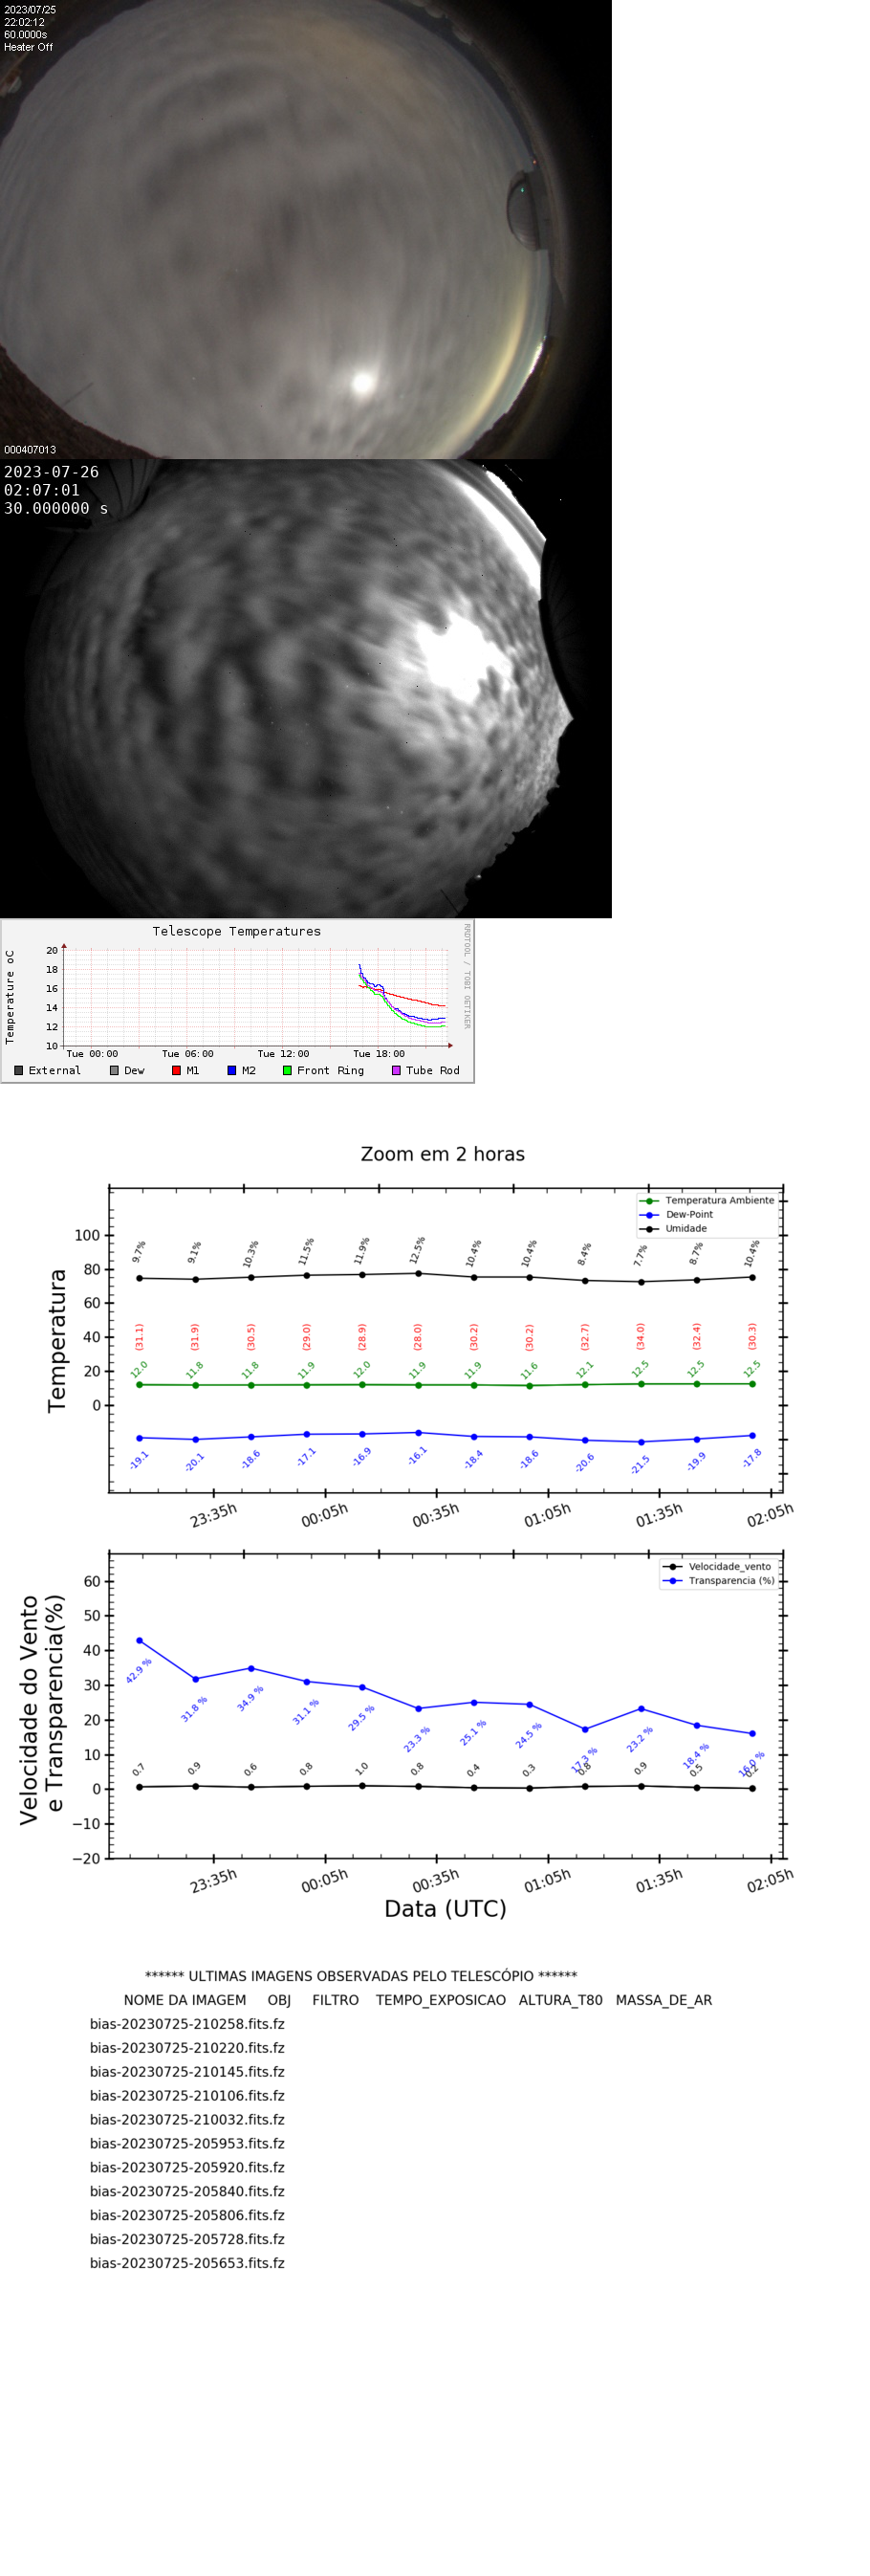 2023/07/25
22:02:12
60.0000s
Heater Off
000407013
2023-07-26
02:07:01
30.000000 s
Telescope Temperatures
Temperature oC
RRDTOOL / TOBI OETIKER
20
18
16
14
12
10
Tue 00:00 Tue 06:00 Tue 12:00 Tue 18:00
External Dew M1 M2 Front Ring Tube Rod
Zoom em 2 horas
Temperatura
Temperatura Ambiente
Dew-Point
Umidade
100
80
60
40
20
0
9.7% 9.1% 10.3% 11.5% 11.9% 12.5% 10.4% 10.4% 8.4% 7.7% 8.7% 10.4%
(31.1) (31.9) (30.5) (29.0) (28.9) (28.0) (30.2) (30.2) (32.7) (34.0) (32.4) (30.3)
12.0 11.8 11.8 11.9 12.0 11.9 11.9 11.6 12.1 12.5 12.5 12.5
-19.1 -20.1 -18.6 -17.1 -16.9 -16.1 -18.4 -18.6 -20.6 -21.5 -19.9 -17.8
23:35h 00:05h 00:35h 01:05h 01:35h 02:05h
Velocidade do Vento
e Transparencia(%)
Velocidade_vento
Transparencia (%)
60
50
40
30
20
10
0
−10
−20
42.9 % 31.8 % 34.9 % 31.1 % 29.5 % 23.3 % 25.1 % 24.5 % 17.3 % 23.2 % 18.4 % 16.0 %
0.7 0.9 0.6 0.8 1.0 0.8 0.4 0.3 0.8 0.9 0.5 0.2
23:35h 00:05h 00:35h 01:05h 01:35h 02:05h
Data (UTC)
****** ULTIMAS IMAGENS OBSERVADAS PELO TELESCÓPIO ******
NOME DA IMAGEM OBJ FILTRO TEMPO_EXPOSICAO ALTURA_T80 MASSA_DE_AR
bias-20230725-210258.fits.fz
bias-20230725-210220.fits.fz
bias-20230725-210145.fits.fz
bias-20230725-210106.fits.fz
bias-20230725-210032.fits.fz
bias-20230725-205953.fits.fz
bias-20230725-205920.fits.fz
bias-20230725-205840.fits.fz
bias-20230725-205806.fits.fz
bias-20230725-205728.fits.fz
bias-20230725-205653.fits.fz